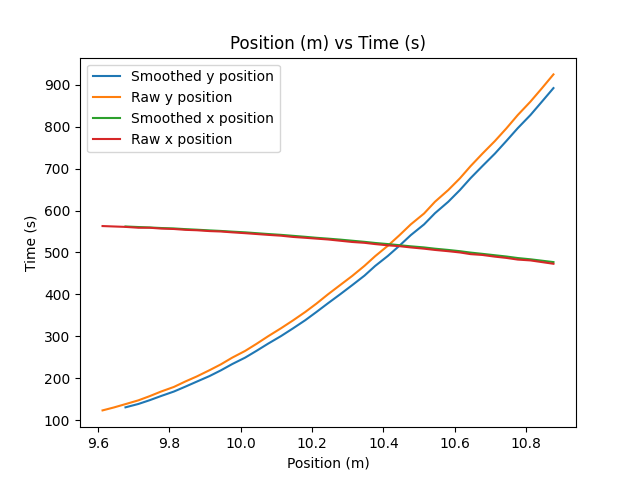 Position (m) vs Time (s)
Smoothed y position
Raw y position
Smoothed x position
Raw x position
900
800
700
600
500
400
300
200
100
Time (s)
9.6 9.8 10.0 10.2 10.4 10.6 10.8
Position (m)